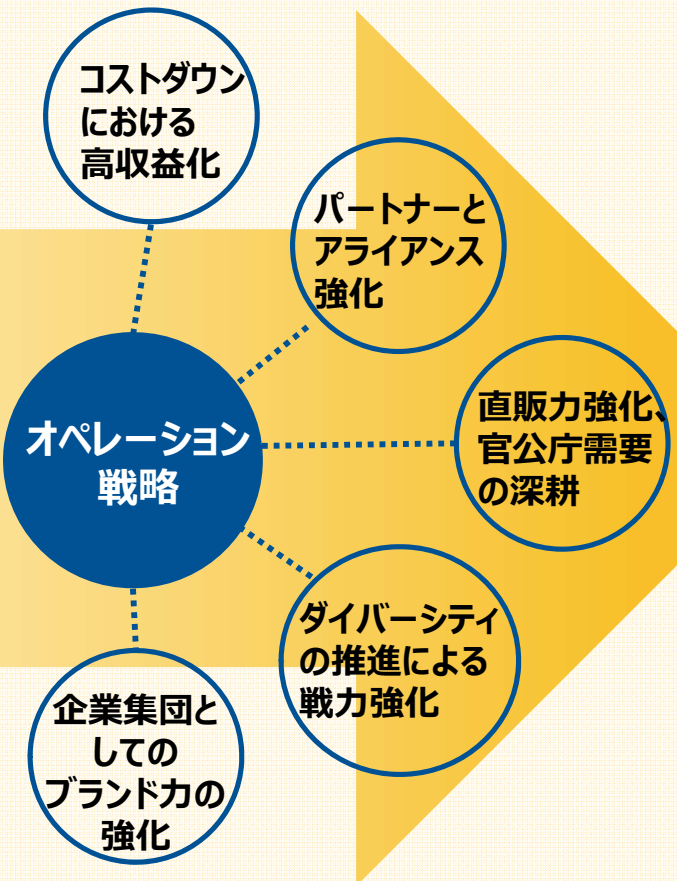 コストダウン
における
高収益化
パートナーと
アライアンス
強化
オペレーション
戦略
直販力強化、
官公庁需要
の深耕
ダイバーシティ
の推進による
戦力強化
企業集団と
しての
ブランド力の
強化